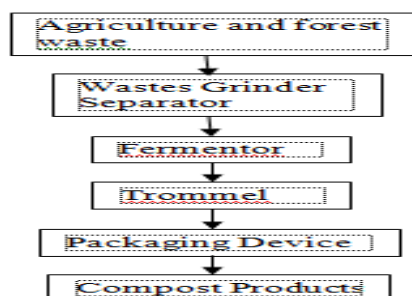 Agriculture and forest
waste
Wastes Grinder
Separator
Fermentor
Trommel
Packaging Device
Compost Products